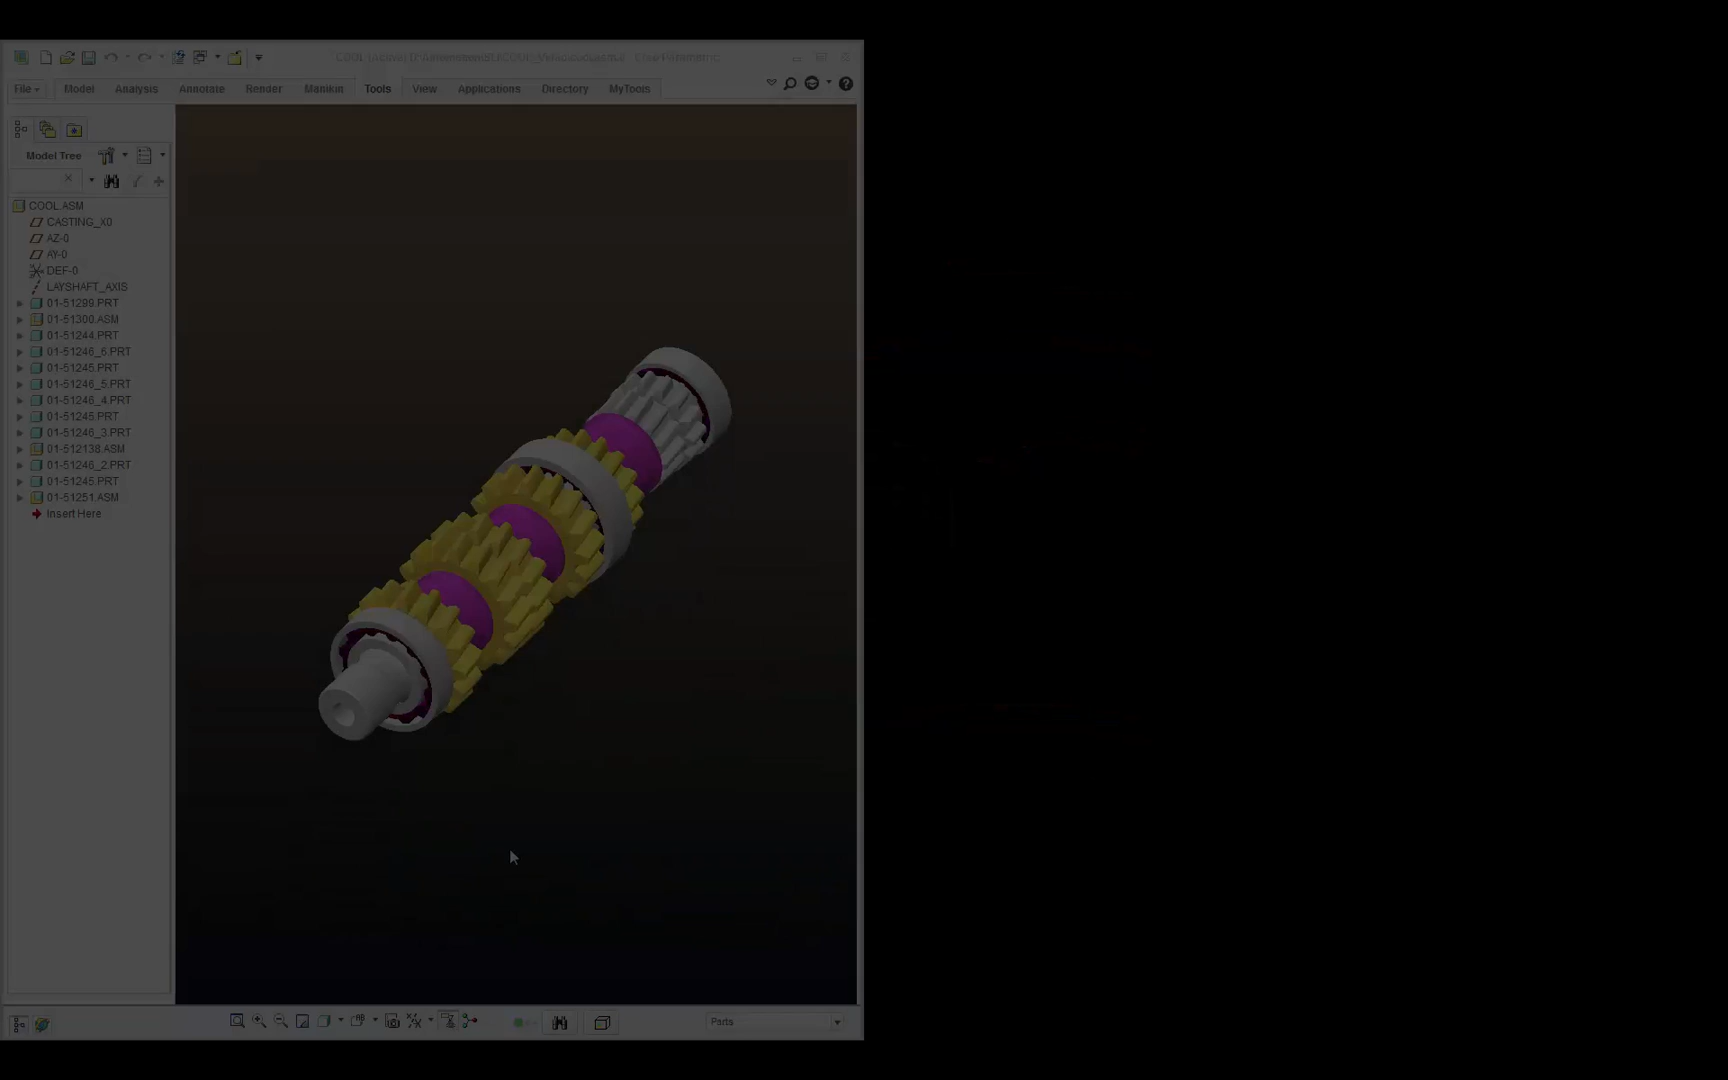 File
Model
Analysis
Annotate
Render
Manikin
Tools
View
Applications
Directory
MyTools
Model Tree
COOL.ASM
CASTING_X0
AZ-0
AY-0
DEF-0
LAYSHAFT_AXIS
01-51299.PRT
01-51300.ASM
01-51244.PRT
01-51246_6.PRT
01-51245.PRT
01-51246_5.PRT
01-51246_4.PRT
01-51245.PRT
01-51246_3.PRT
01-512138.ASM
01-51246_2.PRT
01-51245.PRT
01-51251.ASM
Insert Here
Parts